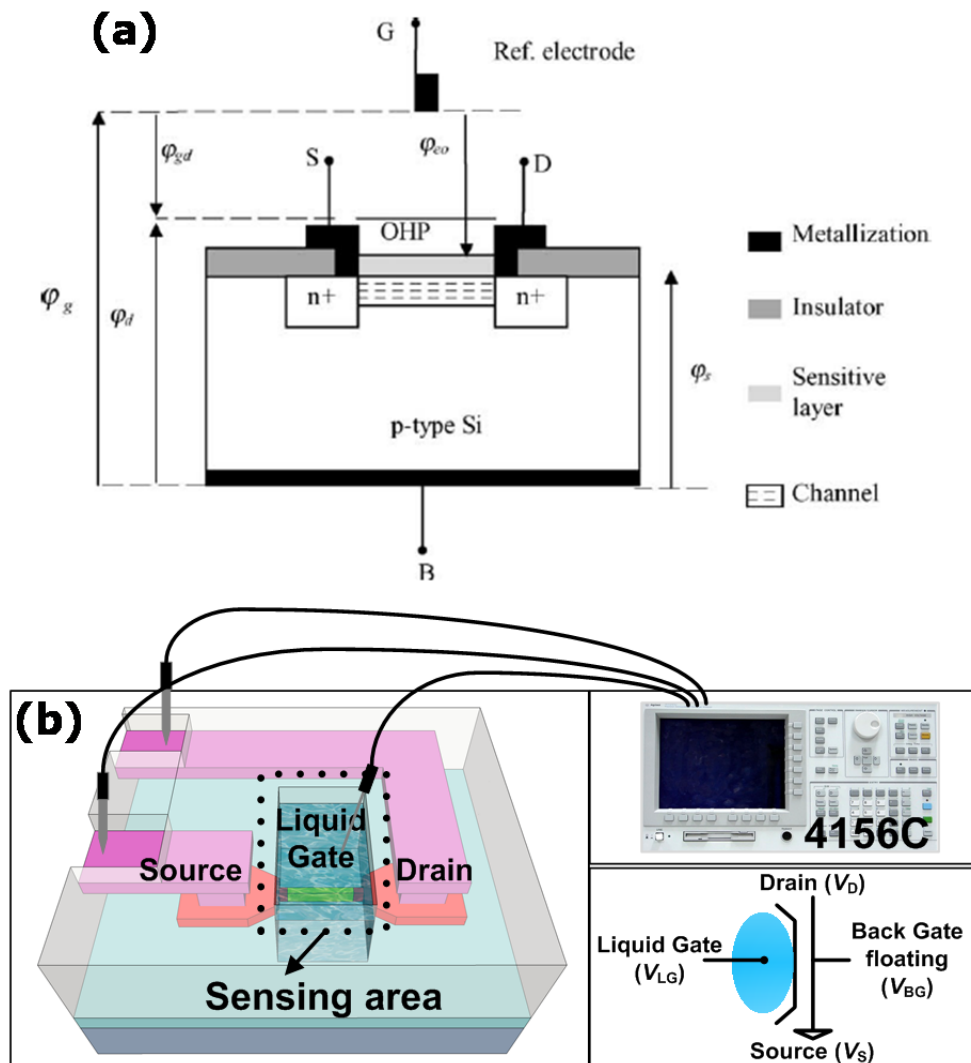 (a)
G
Ref. electrode
φgd
φeo
S
D
OHP
φg
φd
n+
n+
φs
p-type Si
B
Metallization
Insulator
Sensitive
layer
Channel
(b)
Source
Liquid
Gate
Drain
Sensing area
4156C
Drain (VD)
Liquid Gate
(VLG)
Back Gate
floating
(VBG)
Source (VS)